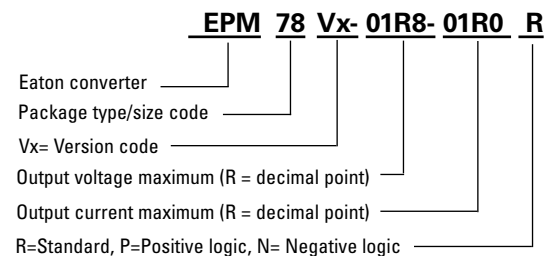 EPM 78 Vx- 01R8- 01R0 R
Eaton converter
Package type/size code
Vx= Version code
Output voltage maximum (R = decimal point)
Output current maximum (R = decimal point)
R=Standard, P=Positive logic, N= Negative logic